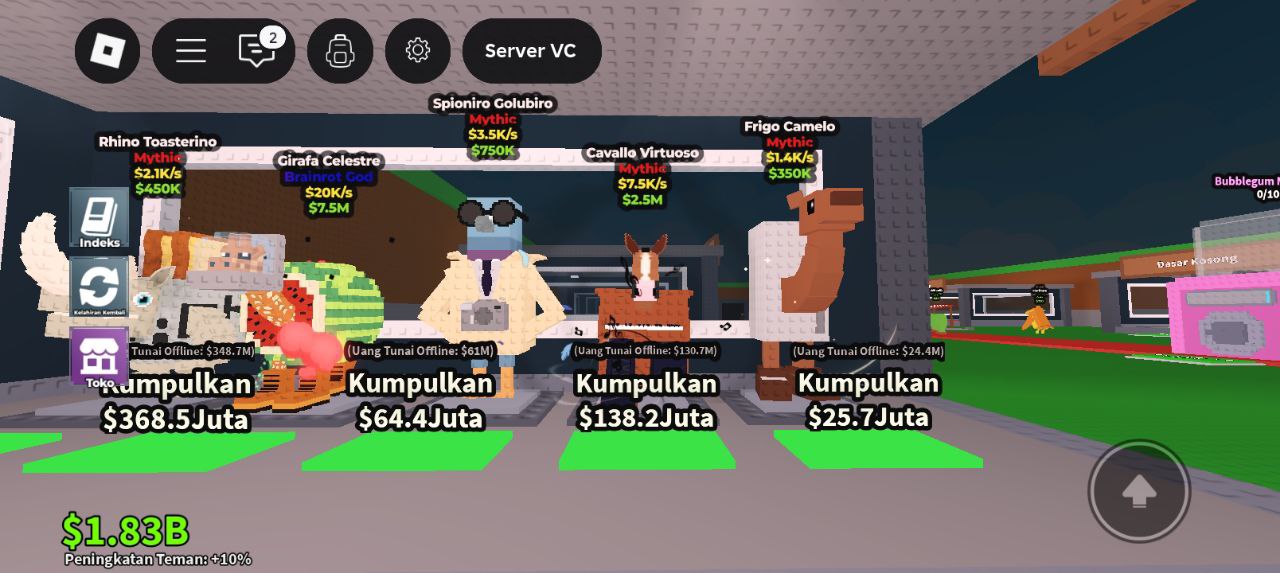 2
Server VC
Spioniro Golubiro
Mythic
$3.5K/s
$750K
Rhino Toasterino
Mythic
$2.1K/s
$450K
Girafa Celestre
Brainrot God
$20K/s
$7.5M
Cavallo Virtuoso
Mythic
$7.5K/s
$2.5M
Frigo Camelo
Mythic
$1.4K/s
$350K
Bubblegum
0/10
Dasar Kosong
Indeks
Kelahiran Kembali
Toko
Tunai Offline: $348.7M)
Kumpulkan
$368.5Juta
(Uang Tunai Offline: $61M)
Kumpulkan
$64.4Juta
(Uang Tunai Offline: $130.7M)
Kumpulkan
$138.2Juta
(Uang Tunai Offline: $24.4M)
Kumpulkan
$25.7Juta
$1.83B
Peningkatan Teman: +10%